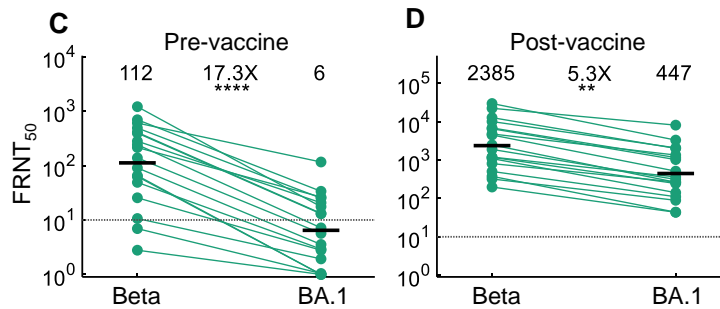 C
Pre-vaccine
112 17.3X 6
****
FRNT50
10^4
10^3
10^2
10^1
10^0
Beta BA.1
D
Post-vaccine
2385 5.3X 447
**
10^5
10^4
10^3
10^2
10^1
10^0
Beta BA.1